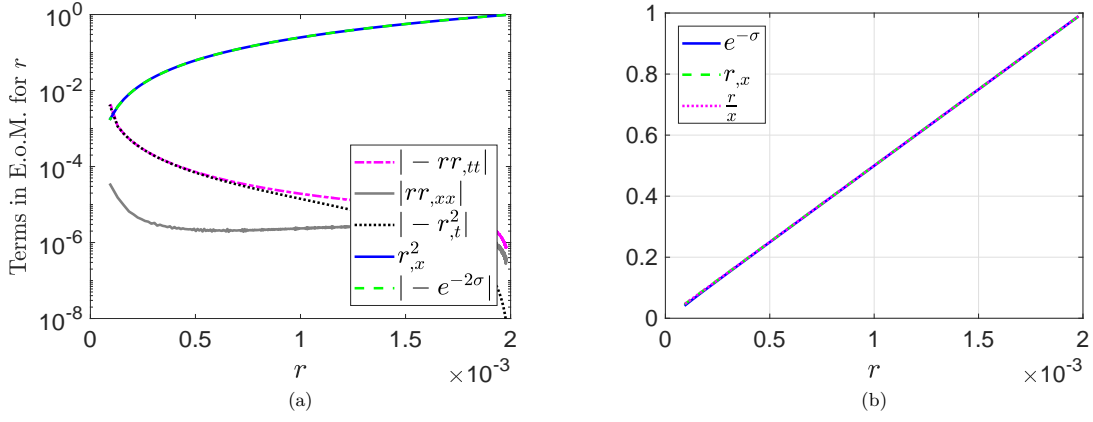 Terms in E.o.M. for r
10^0
10^-2
10^-4
10^-6
10^-8
|− rr,tt|
|rr,xx|
|− r^2,t|
r^2,x
|− e^−2σ|
0
0.5
1
1.5
2
×10^-3
r
(a)
1
0.8
0.6
0.4
0.2
0
e^−σ
r,x
r/x
0
0.5
1
1.5
2
×10^-3
r
(b)